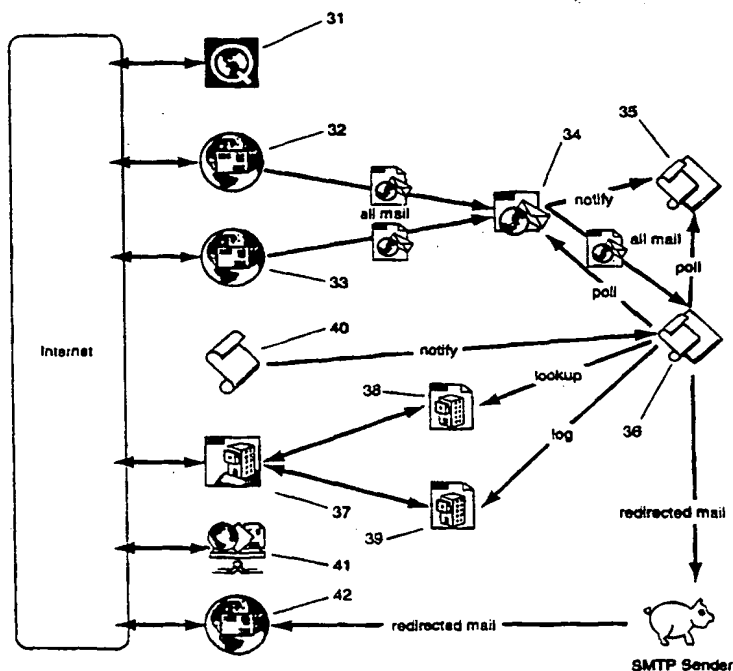 31
32
34
35
all mail
notify
all mail
33
poll
poll
Internet
40
notify
lookup
38
log
36
37
39
redirected mail
41
42
redirected mail
SMTP Sender